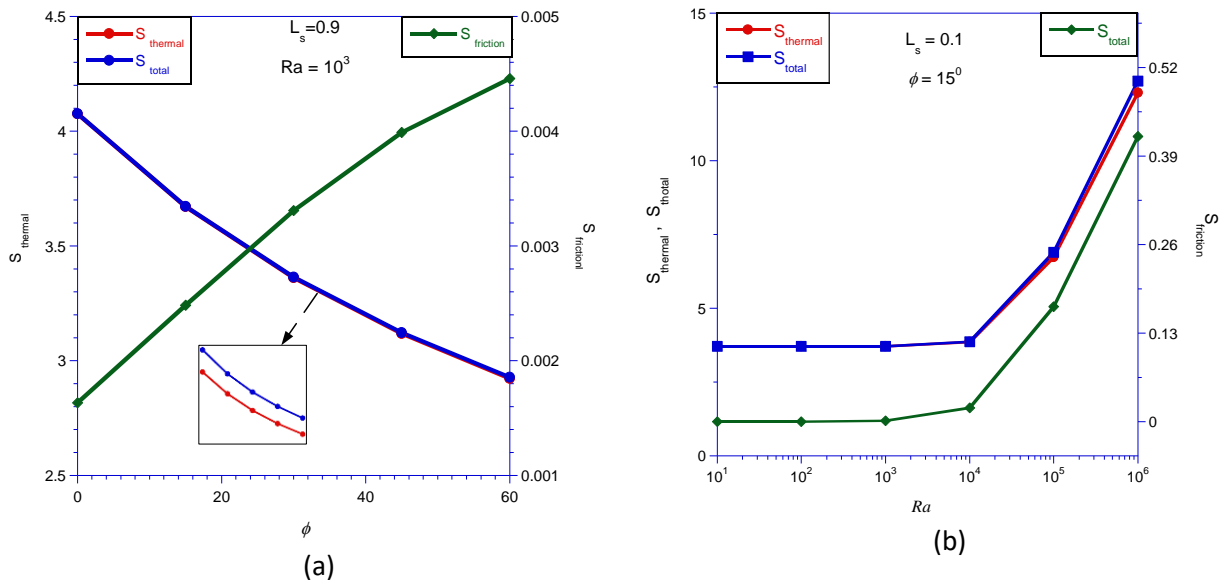 4.5
4
3.5
3
2.5
S thermal
S thermal
S total
L s =0.9
Ra = 10³
S friction
0.005
0.004
0.003
0.002
0.001
S frictionl
0 20 40 60
ϕ
(a)
15
10
5
0
S thermal , S thotal
S thermal
S total
L s = 0.1
ϕ = 15⁰
S total
0.52
0.39
0.26
0.13
0
S friction
10¹ 10² 10³ 10⁴ 10⁵ 10⁶
Ra
(b)